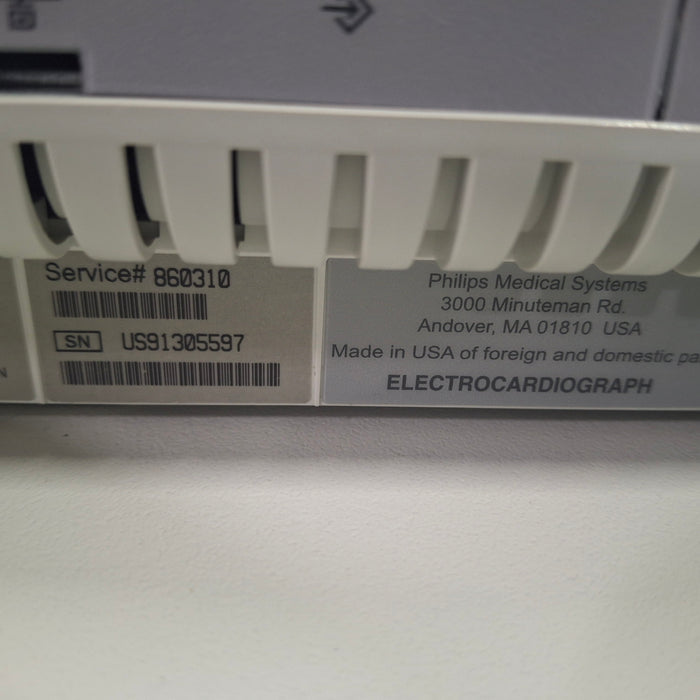 Service# 860310
SN US91305597
Philips Medical Systems
3000 Minuteman Rd.
Andover, MA 01810 USA
Made in USA of foreign and domestic pa
ELECTROCARDIOGRAPH
N